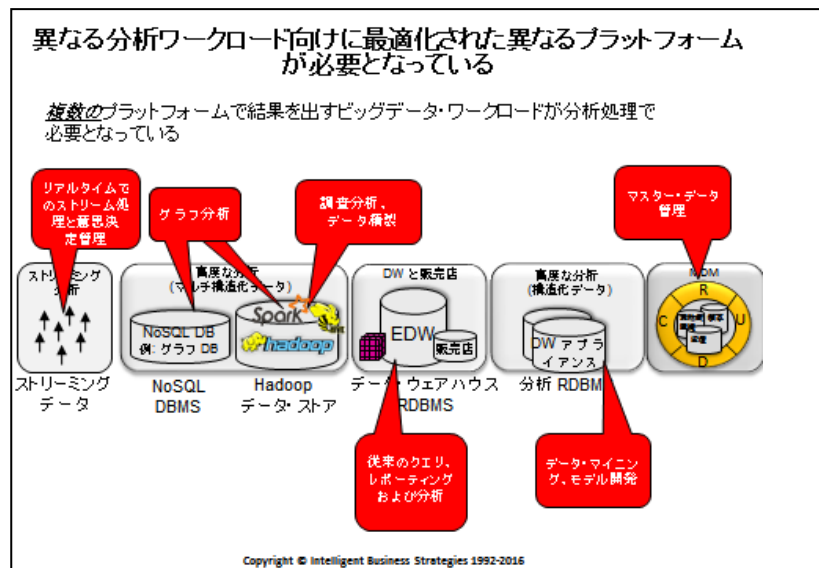 異なる分析ワークロード向けに最適化された異なるプラットフォーム
が必要となっている
複数のプラットフォームで結果を出すビッグデータ・ワークロードが分析処理で
必要となっている
リアルタイムで
のストリーム処
理と意思決
定管理
グラフ分析
調査分析、
データ精製
マスター・データ
管理
ストリーミング
分析
高度な分析
(マルチ構造化データ)
DW と販売店
高度な分析
(構造化データ)
MDM
NoSQL DB
例: グラフ DB
Spark
hadoop
EDW
販売店
DW アプラ
イアンス
R
C
U
D
ストリーミング
データ
NoSQL
DBMS
Hadoop
データ・ストア
データ・ウェアハウス
RDBMS
分析 RDBM
従来のクエリ、
レポーティング
および分析
データ・マイニン
グ、モデル開発
Copyright © Intelligent Business Strategies 1992-2016